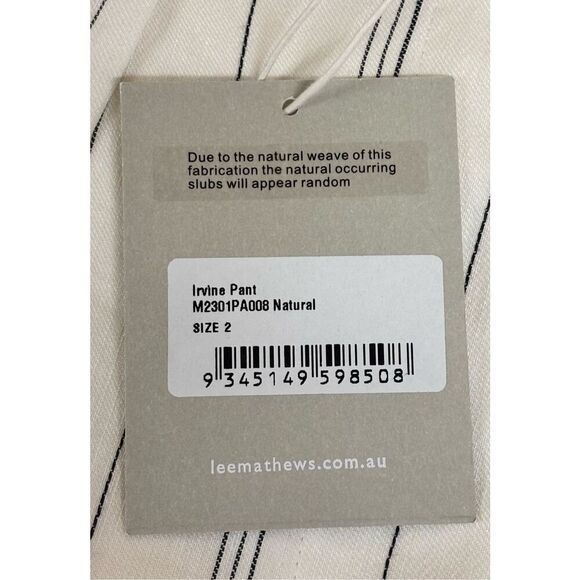 Due to the natural weave of this
fabrication the natural occurring
slubs will appear random
Irvine Pant
M2301PA008 Natural
SIZE 2
9 345149 598508
leemathews.com.au